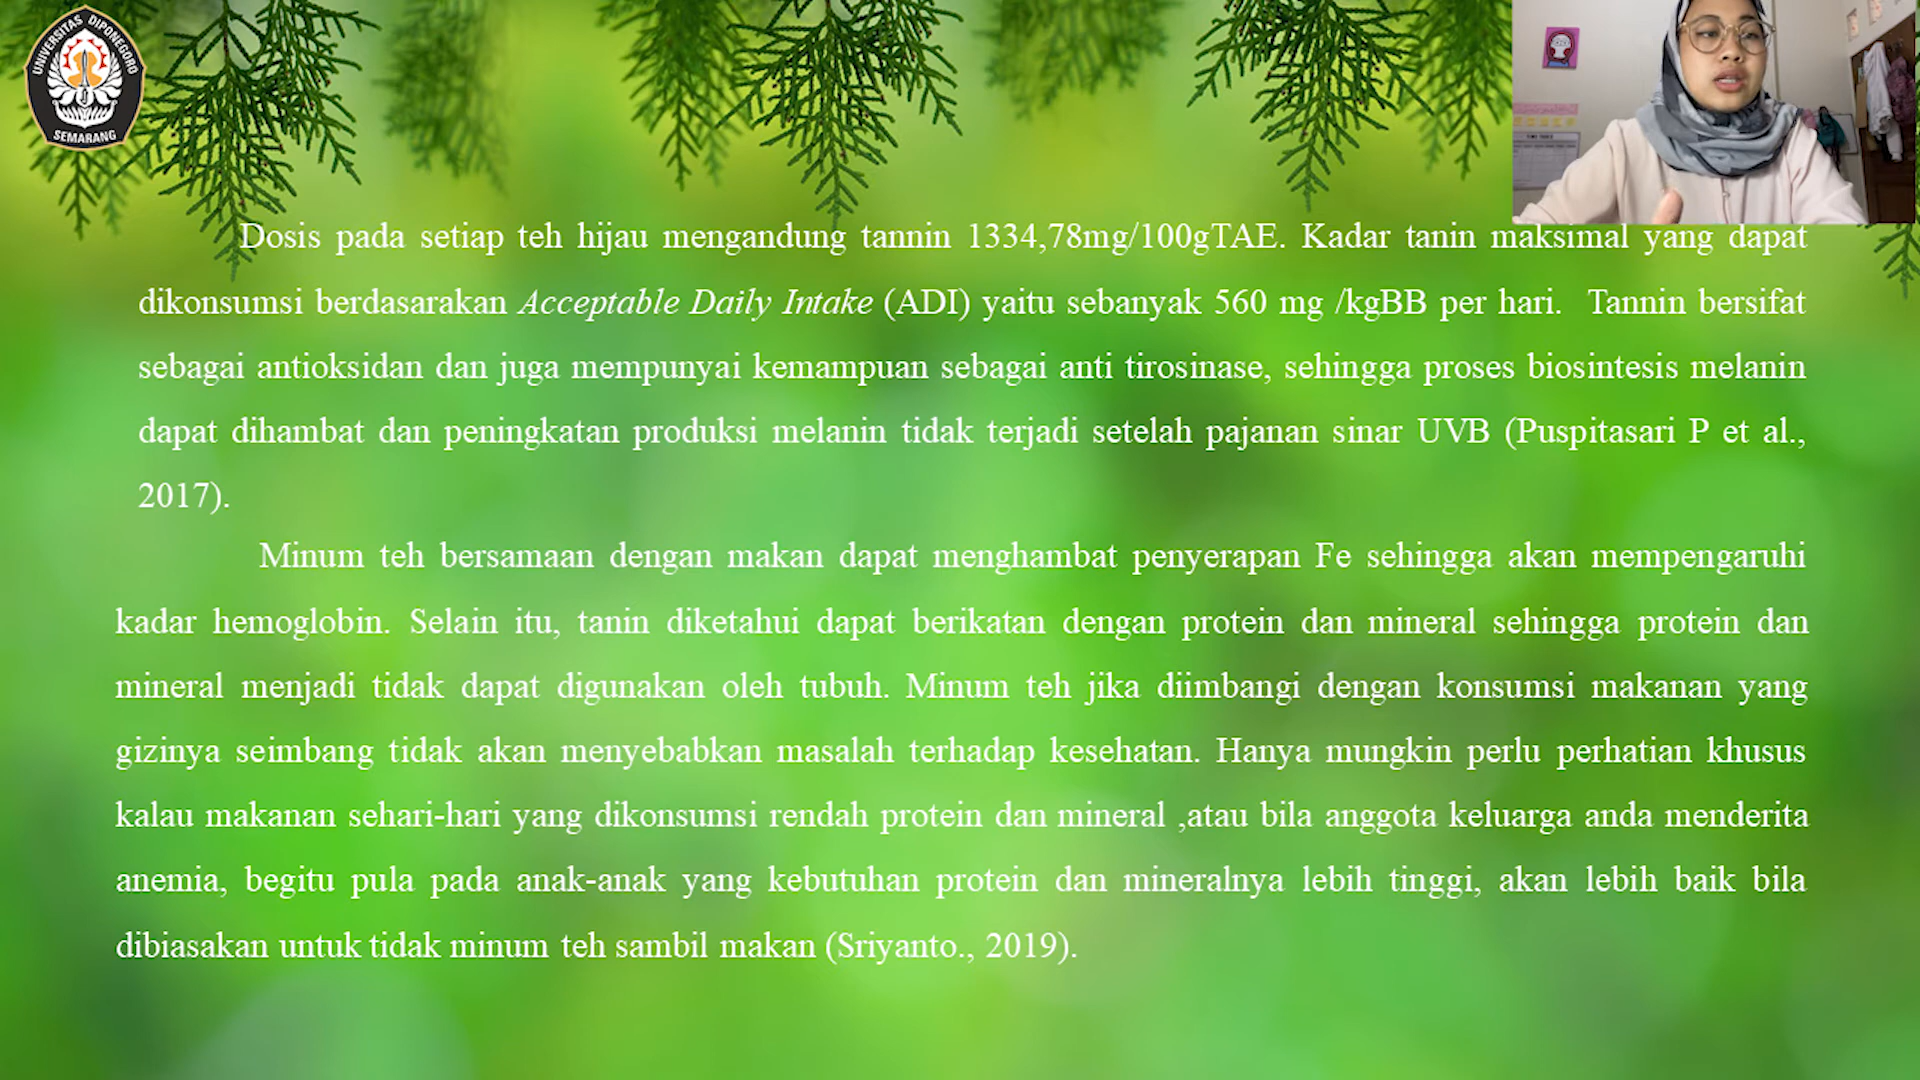 UNIVERSITAS DIPONEGORO
SEMARANG
Dosis pada setiap teh hijau mengandung tannin 1334,78mg/100gTAE. Kadar tanin maksimal yang dapat
dikonsumsi berdasarakan Acceptable Daily Intake (ADI) yaitu sebanyak 560 mg /kgBB per hari. Tannin bersifat
sebagai antioksidan dan juga mempunyai kemampuan sebagai anti tirosinase, sehingga proses biosintesis melanin
dapat dihambat dan peningkatan produksi melanin tidak terjadi setelah pajanan sinar UVB (Puspitasari P et al.,
2017).
Minum teh bersamaan dengan makan dapat menghambat penyerapan Fe sehingga akan mempengaruhi
kadar hemoglobin. Selain itu, tanin diketahui dapat berikatan dengan protein dan mineral sehingga protein dan
mineral menjadi tidak dapat digunakan oleh tubuh. Minum teh jika diimbangi dengan konsumsi makanan yang
gizinya seimbang tidak akan menyebabkan masalah terhadap kesehatan. Hanya mungkin perlu perhatian khusus
kalau makanan sehari-hari yang dikonsumsi rendah protein dan mineral ,atau bila anggota keluarga anda menderita
anemia, begitu pula pada anak-anak yang kebutuhan protein dan mineralnya lebih tinggi, akan lebih baik bila
dibiasakan untuk tidak minum teh sambil makan (Sriyanto., 2019).